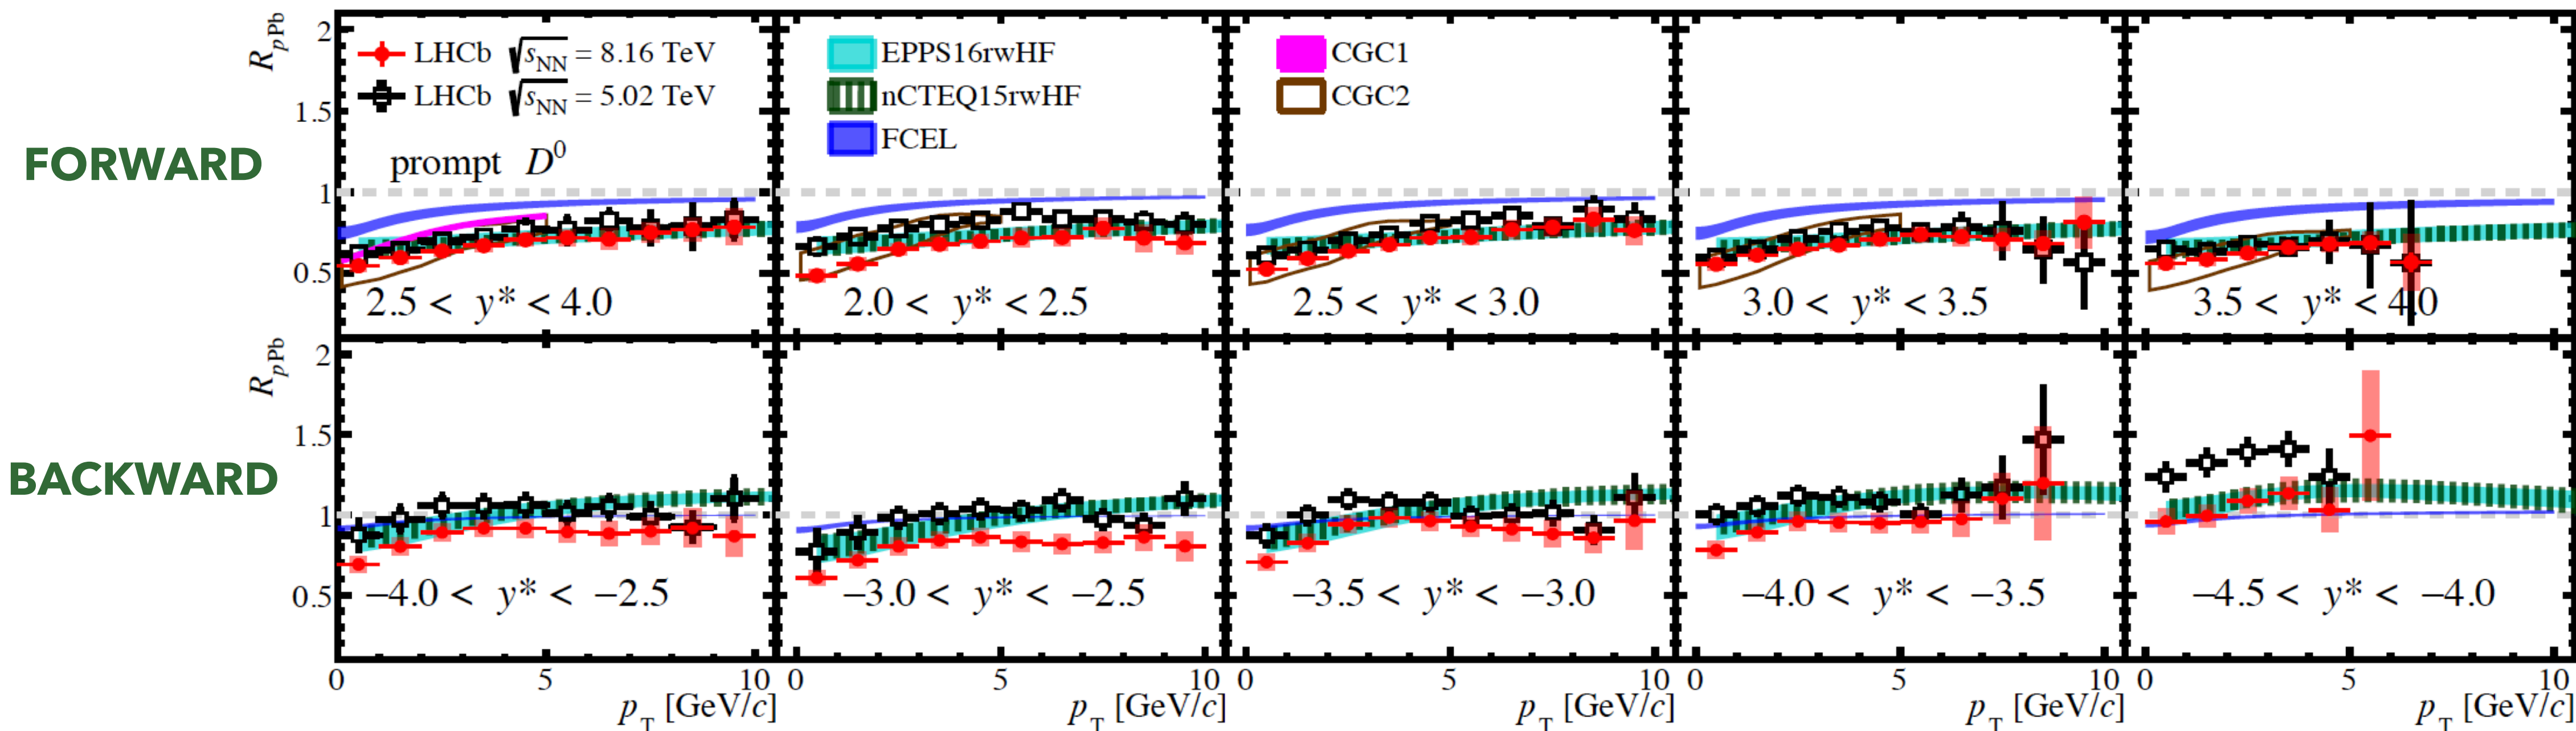 FORWARD
BACKWARD
R_pPb
2
1.5
1
0.5
LHCb √s_NN = 8.16 TeV
LHCb √s_NN = 5.02 TeV
prompt D⁰
EPPS16rwHF
nCTEQ15rwHF
FCEL
CGC1
CGC2
2.5 < y* < 4.0
2.0 < y* < 2.5
2.5 < y* < 3.0
3.0 < y* < 3.5
3.5 < y* < 4.0
R_pPb
2
1.5
1
0.5
−4.0 < y* < −2.5
−3.0 < y* < −2.5
−3.5 < y* < −3.0
−4.0 < y* < −3.5
−4.5 < y* < −4.0
0 5 10 0 5 10 0 5 10 0 5 10 0 5 10
p_T [GeV/c] p_T [GeV/c] p_T [GeV/c] p_T [GeV/c] p_T [GeV/c]